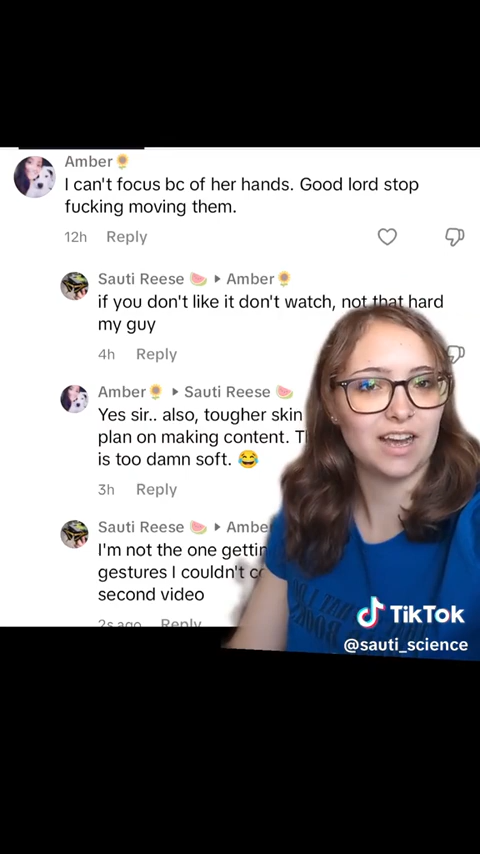 Amber🌻
I can't focus bc of her hands. Good lord stop
fucking moving them.
12h Reply
Sauti Reese 🍉 ▸ Amber🌻
if you don't like it don't watch, not that hard
my guy
4h Reply
Amber🌻 ▸ Sauti Reese 🍉
Yes sir.. also, tougher skin
plan on making content.
is too damn soft. 😂
3h Reply
Sauti Reese 🍉 ▸ Amber
I'm not the one
gestures I couldn't
second video
2s ago Reply
TikTok
@sauti_science